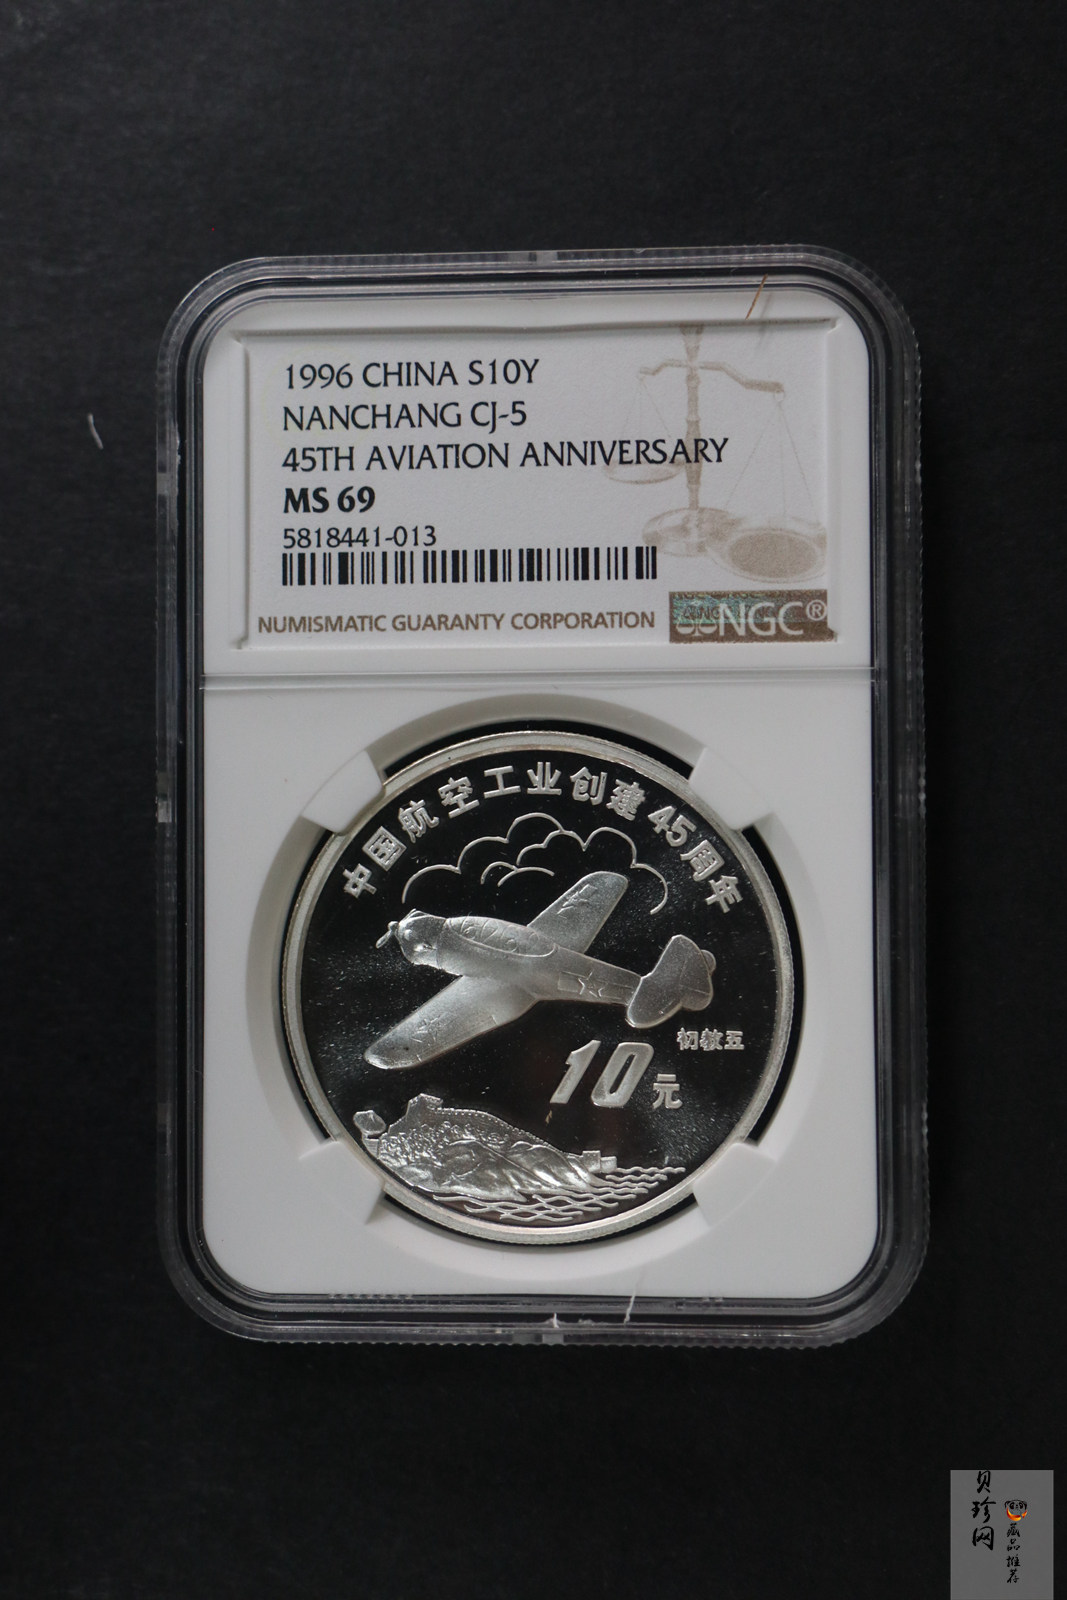 1996 CHINA S10Y
NANCHANG CJ-5
45TH AVIATION ANNIVERSARY
MS 69
5818441-013
NUMISMATIC GUARANTY CORPORATION
NGC®
中国航空工业创建45周年
初教五
10元
贝珍网
藏品推荐